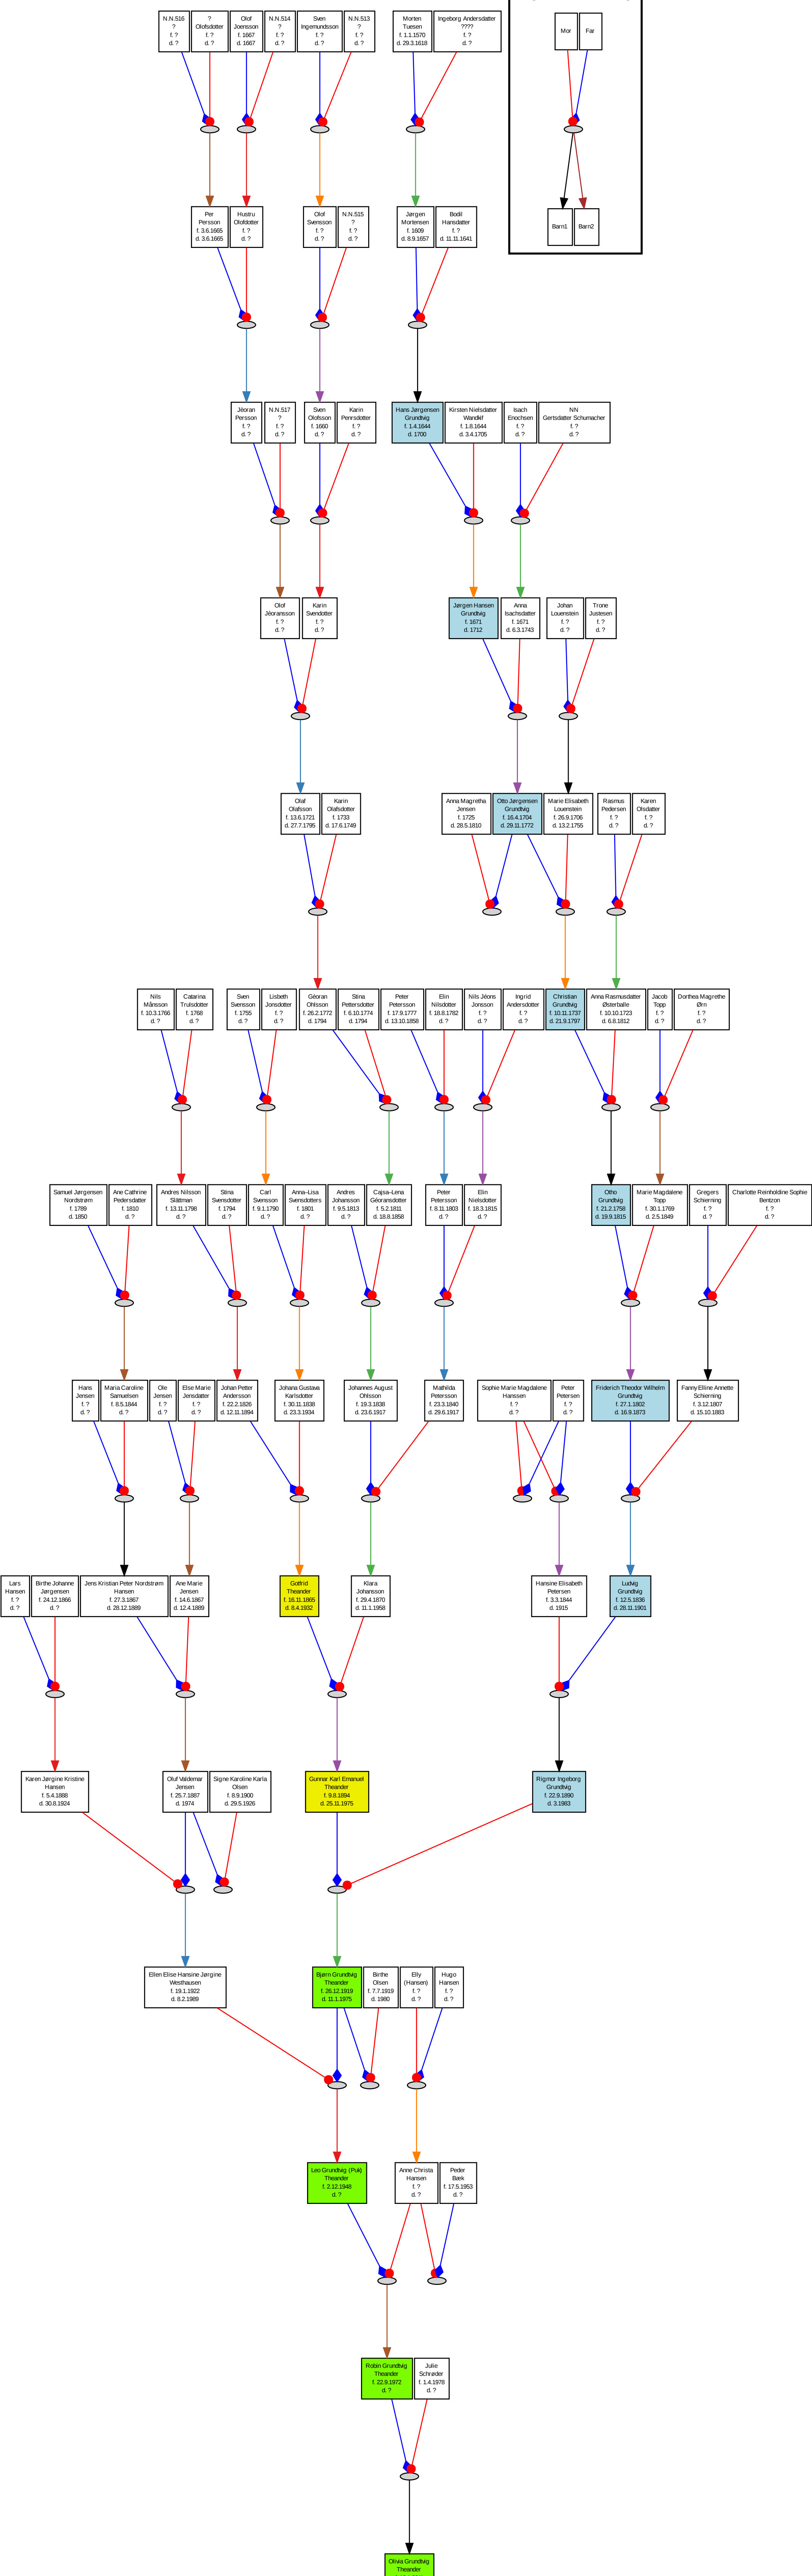 N.N.516
?
f. ?
d. ?
?
Olofsdotter
f. ?
d. ?
Olof
Joensson
f. 1667
d. 1667
N.N.514
?
f. ?
d. ?
Sven
Ingemundsson
f. ?
d. ?
N.N.513
?
f. ?
d. ?
Morten
Tuesen
f. 1.1.1570
d. 29.3.1618
Ingeborg Andersdatter
????
f. ?
d. ?
Mor
Far
Barn1
Barn2
Per
Persson
f. 3.6.1665
d. 3.6.1665
Hustru
Olofdotter
f. ?
d. ?
Olof
Svensson
f. ?
d. ?
N.N.515
?
f. ?
d. ?
Jørgen
Mortensen
f. 1609
d. 8.9.1657
Bodil
Hansdatter
f. ?
d. 11.11.1641
Jéoran
Persson
f. ?
d. ?
N.N.517
?
f. ?
d. ?
Sven
Olofsson
f. 1660
d. ?
Karin
Penrsdotter
f. ?
d. ?
Hans Jørgensen
Grundtvig
f. 1.4.1644
d. 1700
Kirsten Nielsdatter
Wandkf
f. 1.8.1644
d. 3.4.1705
Isach
Enochsen
f. ?
d. ?
NN
Gertsdatter Schumacher
f. ?
d. ?
Olof
Jéoransson
f. ?
d. ?
Karin
Svendotter
f. ?
d. ?
Jørgen Hansen
Grundtvig
f. 1671
d. 1712
Anna
Isachsdatter
f. 1671
d. 6.3.1743
Johan
Louenstein
f. ?
d. ?
Trone
Justesen
f. ?
d. ?
Olaf
Olafsson
f. 13.6.1721
d. 27.7.1795
Karin
Olafsdotter
f. 1733
d. 17.6.1749
Anna Magretha
Jensen
f. 1725
d. 28.5.1810
Otto Jørgensen
Grundtvig
f. 16.4.1704
d. 29.11.1772
Marie Elisabeth
Louenstein
f. 26.9.1706
d. 13.2.1755
Rasmus
Pedersen
f. ?
d. ?
Karen
Olsdatter
f. ?
d. ?
Nils
Månsson
f. 10.3.1766
d. ?
Catarina
Trulsdotter
f. 1768
d. ?
Sven
Svensson
f. 1755
d. ?
Lisbeth
Jonsdotter
f. ?
d. ?
Géoran
Ohlsson
f. 26.2.1772
d. 1794
Stina
Pettersdotter
f. 6.10.1774
d. 1794
Peter
Petersson
f. 17.9.1777
d. 13.10.1858
Elin
Nilsdotter
f. 18.8.1782
d. ?
Nils Jéons
Jonsson
f. ?
d. ?
Ingrid
Andersdotter
f. ?
d. ?
Christian
Grundtvig
f. 10.11.1737
d. 21.9.1797
Anna Rasmusdatter
Østerballe
f. 10.10.1723
d. 6.8.1812
Jacob
Topp
f. ?
d. ?
Dorthea Magrethe
Ørn
f. ?
d. ?
Samuel Jørgensen
Nordstrøm
f. 1789
d. 1850
Ane Cathrine
Pedersdatter
f. 1810
d. ?
Andres Nilsson
Slättman
f. 13.11.1798
d. ?
Stina
Svensdotter
f. 1794
d. ?
Carl
Svensson
f. 9.1.1790
d. ?
Anna-Lisa
Svensdotters
f. 1801
d. ?
Andres
Johansson
f. 9.5.1813
d. ?
Cajsa-Lena
Géoransdotter
f. 5.2.1811
d. 18.8.1858
Peter
Petersson
f. 8.11.1803
d. ?
Elin
Nielsdotter
f. 18.3.1815
d. ?
Otho
Grundtvig
f. 21.2.1758
d. 19.9.1815
Marie Magdalene
Topp
f. 30.1.1769
d. 2.5.1849
Gregers
Schierning
f. ?
d. ?
Charlotte Reinholdine Sophie
Bentzon
f. ?
d. ?
Hans
Jensen
f. ?
d. ?
Maria Caroline
Samuelsen
f. 8.5.1844
d. ?
Ole
Jensen
f. ?
d. ?
Else Marie
Jensdatter
f. ?
d. ?
Johan Petter
Andersson
f. 22.2.1826
d. 12.11.1894
Johana Gustava
Karlsdotter
f. 30.11.1838
d. 23.3.1934
Johannes August
Ohlsson
f. 19.3.1838
d. 23.6.1917
Mathilda
Petersson
f. 23.3.1840
d. 29.6.1917
Sophie Marie Magdalene
Hanssen
f. ?
d. ?
Peter
Petersen
f. ?
d. ?
Friderich Theodor Wilhelm
Grundtvig
f. 27.1.1802
d. 16.9.1873
Fanny Elline Annette
Schierning
f. 3.12.1807
d. 15.10.1883
Lars
Hansen
f. ?
d. ?
Birthe Johanne
Jørgensen
f. 24.12.1866
d. ?
Jens Kristian Peter Nordstrøm
Hansen
f. 27.3.1867
d. 28.12.1889
Ane Marie
Jensen
f. 14.6.1867
d. 12.4.1889
Gotfrid
Theander
f. 16.11.1865
d. 8.4.1932
Klara
Johansson
f. 29.4.1870
d. 11.1.1958
Hansine Elisabeth
Petersen
f. 3.3.1844
d. 1915
Ludvig
Grundtvig
f. 12.5.1836
d. 28.11.1901
Karen Jørgine Kristine
Hansen
f. 5.4.1888
d. 30.8.1924
Oluf Valdemar
Jensen
f. 25.7.1887
d. 1974
Signe Karoline Karla
Olsen
f. 8.9.1900
d. 29.5.1926
Gunnar Karl Emanuel
Theander
f. 9.8.1894
d. 25.11.1975
Rigmor Ingeborg
Grundtvig
f. 22.9.1890
d. 3.1983
Ellen Elise Hansine Jørgine
Westhausen
f. 19.1.1922
d. 8.2.1989
Bjørn Grundtvig
Theander
f. 26.12.1919
d. 11.1.1975
Birthe
Olsen
f. 7.7.1919
d. 1980
Elly
(Hansen)
f. ?
d. ?
Hugo
Hansen
f. ?
d. ?
Leo Grundtvig (Puk)
Theander
f. 2.12.1948
d. ?
Anne Christa
Hansen
f. ?
d. ?
Peder
Bæk
f. 17.5.1953
d. ?
Robin Grundtvig
Theander
f. 22.9.1972
d. ?
Julie
Schrøder
f. 1.4.1978
d. ?
Olivia Grundtvig
Theander